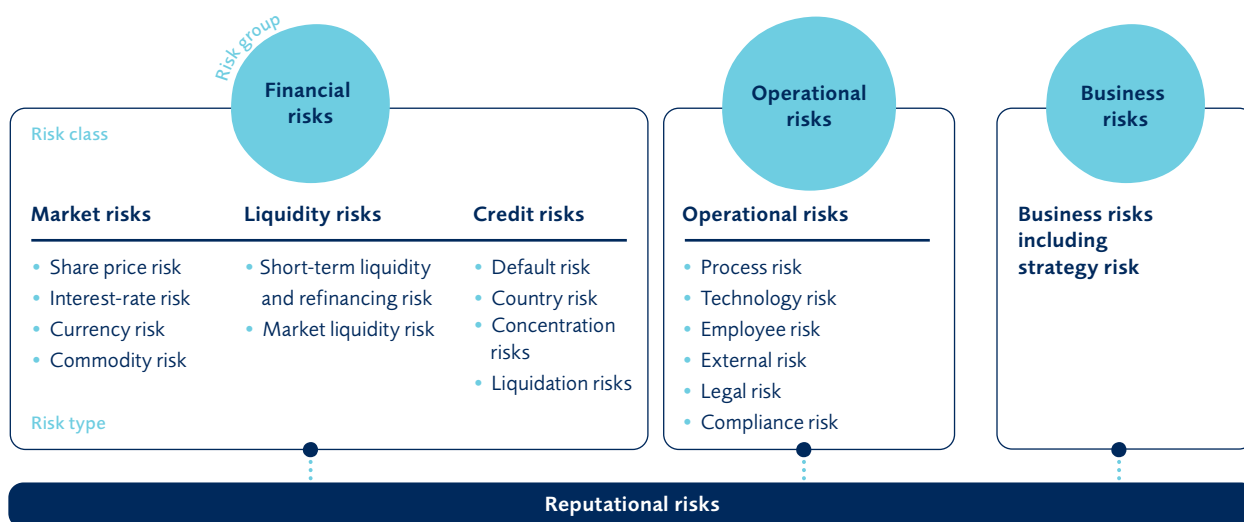 Risk group
Financial
risks
Operational
risks
Business
risks
Risk class
Market risks
• Share price risk
• Interest-rate risk
• Currency risk
• Commodity risk
Liquidity risks
• Short-term liquidity
and refinancing risk
• Market liquidity risk
Credit risks
• Default risk
• Country risk
• Concentration
risks
• Liquidation risks
Risk type
Operational risks
• Process risk
• Technology risk
• Employee risk
• External risk
• Legal risk
• Compliance risk
Business risks
including
strategy risk
Reputational risks